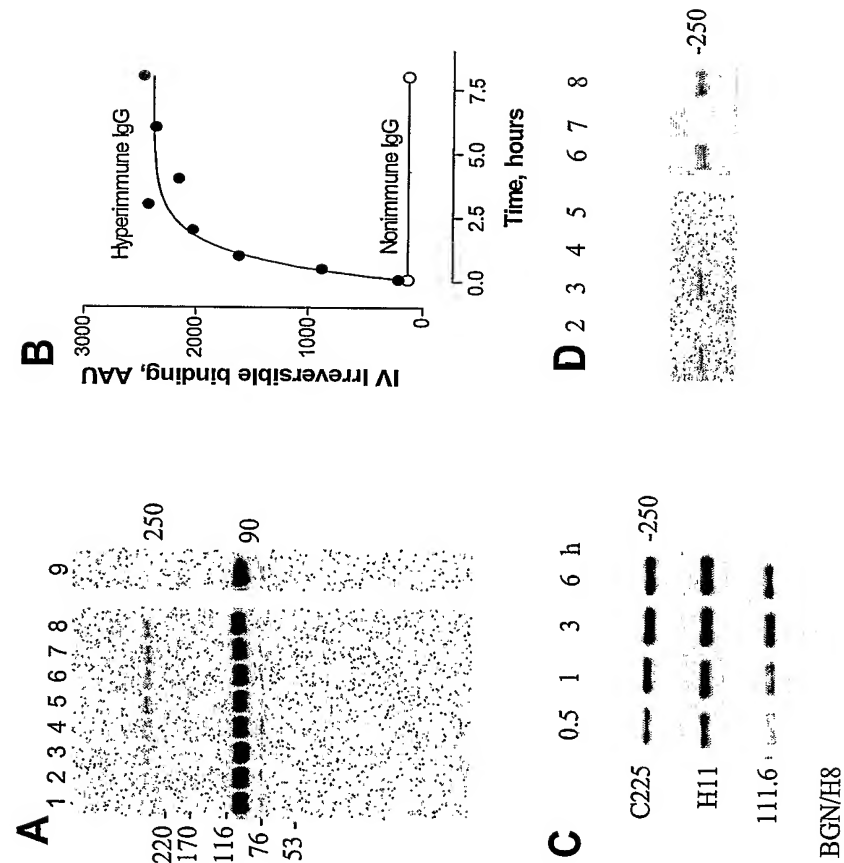 A
1 2 3 4 5 6 7 8 9
220
170
116
76
53
250
90
B
IV Irreversible binding, AAU
3000
2000
1000
0
Hyperimmune IgG
Nonimmune IgG
0.0 2.5 5.0 7.5
Time, hours
C
0.5 1 3 6 h
C225
-250
H11
111.6
BGN/H8
D
2 3 4 5 6 7 8
-250